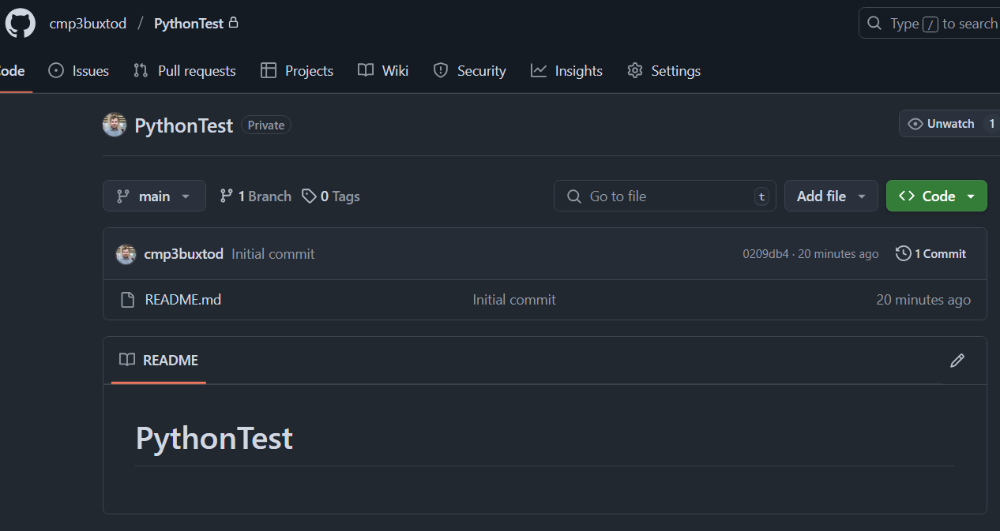 cmp3buxtod / PythonTest
Type / to search
ode Issues Pull requests Projects Wiki Security Insights Settings
PythonTest Private Unwatch 1
main 1 Branch 0 Tags Go to file t Add file Code
cmp3buxtod Initial commit 0209db4 · 20 minutes ago 1 Commit
README.md Initial commit 20 minutes ago
README
PythonTest